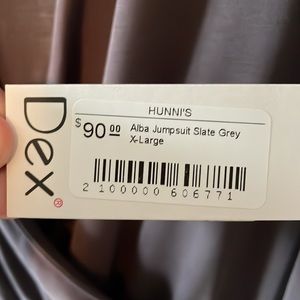 Dex®
HUNNI'S
$90.00 Alba Jumpsuit Slate Grey
X-Large
2 100000 606771